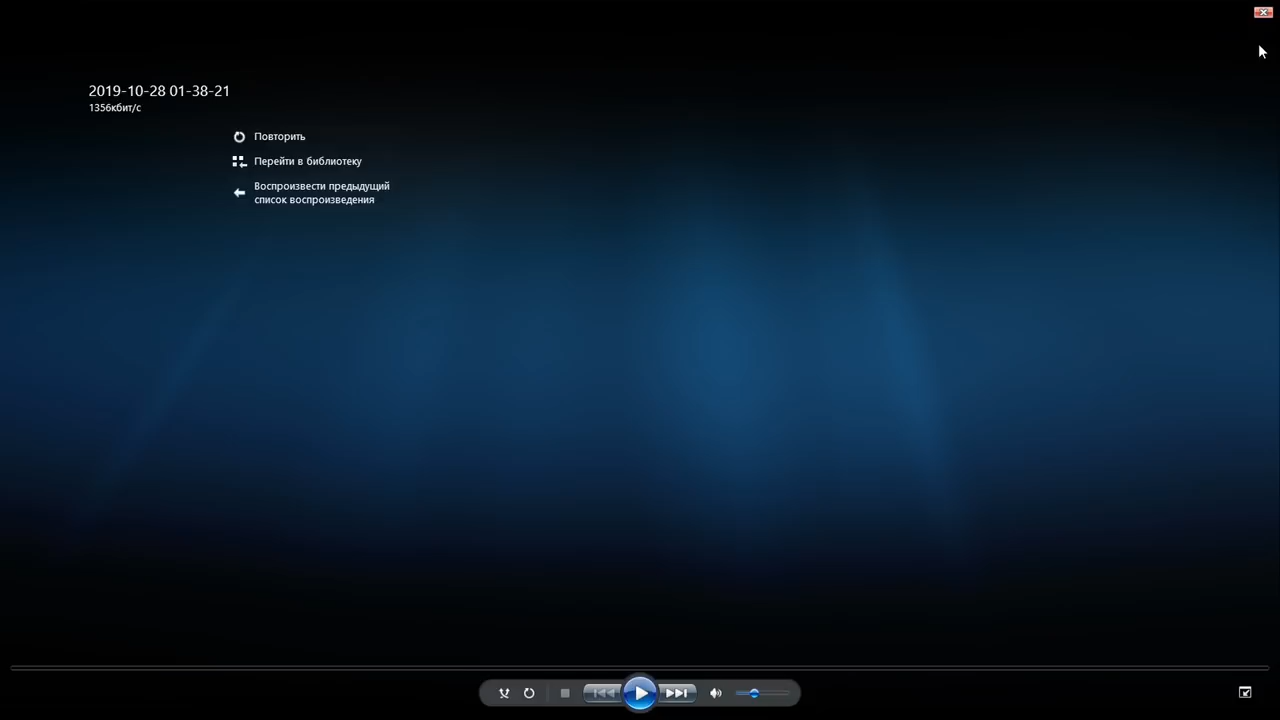 2019-10-28 01-38-21
1356кбит/с
Повторить
Перейти в библиотеку
Воспроизвести предыдущий
список воспроизведения